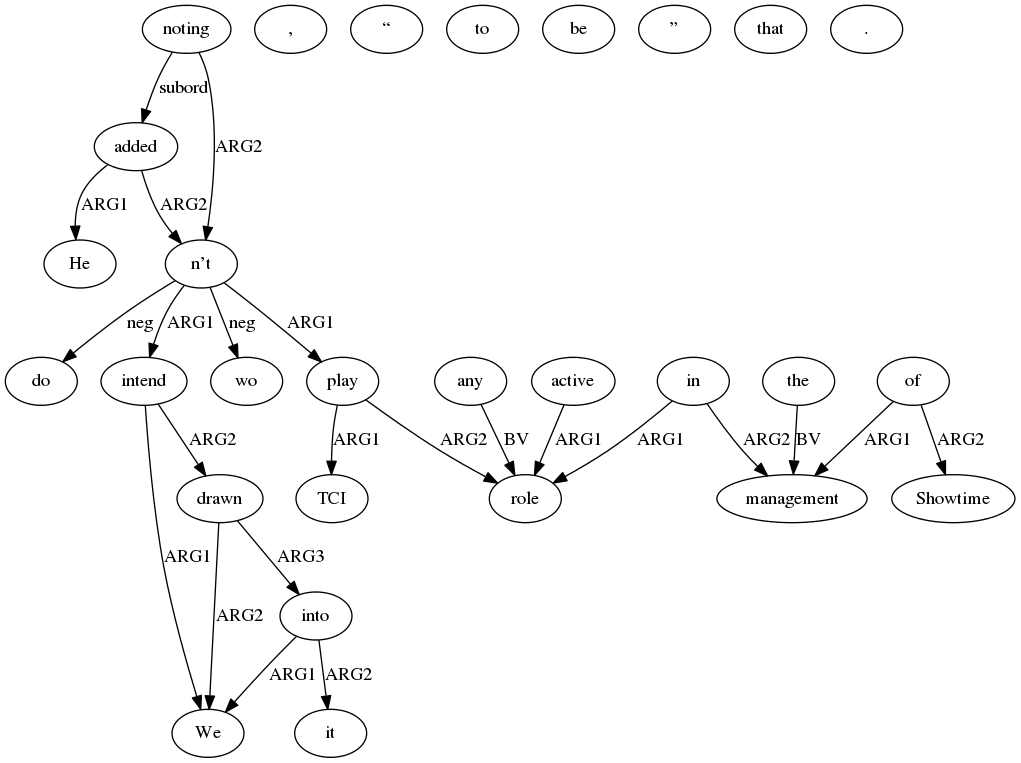 noting , “ to be ” that .
subord
added ARG2
ARG1 ARG2
He n’t
neg ARG1 neg ARG1
do intend wo play any active in the of
ARG2 ARG1 ARG2 BV ARG1 ARG1 ARG2 BV ARG1 ARG2
drawn TCI role management Showtime
ARG1 ARG3
ARG2 into
ARG1 ARG2
We it